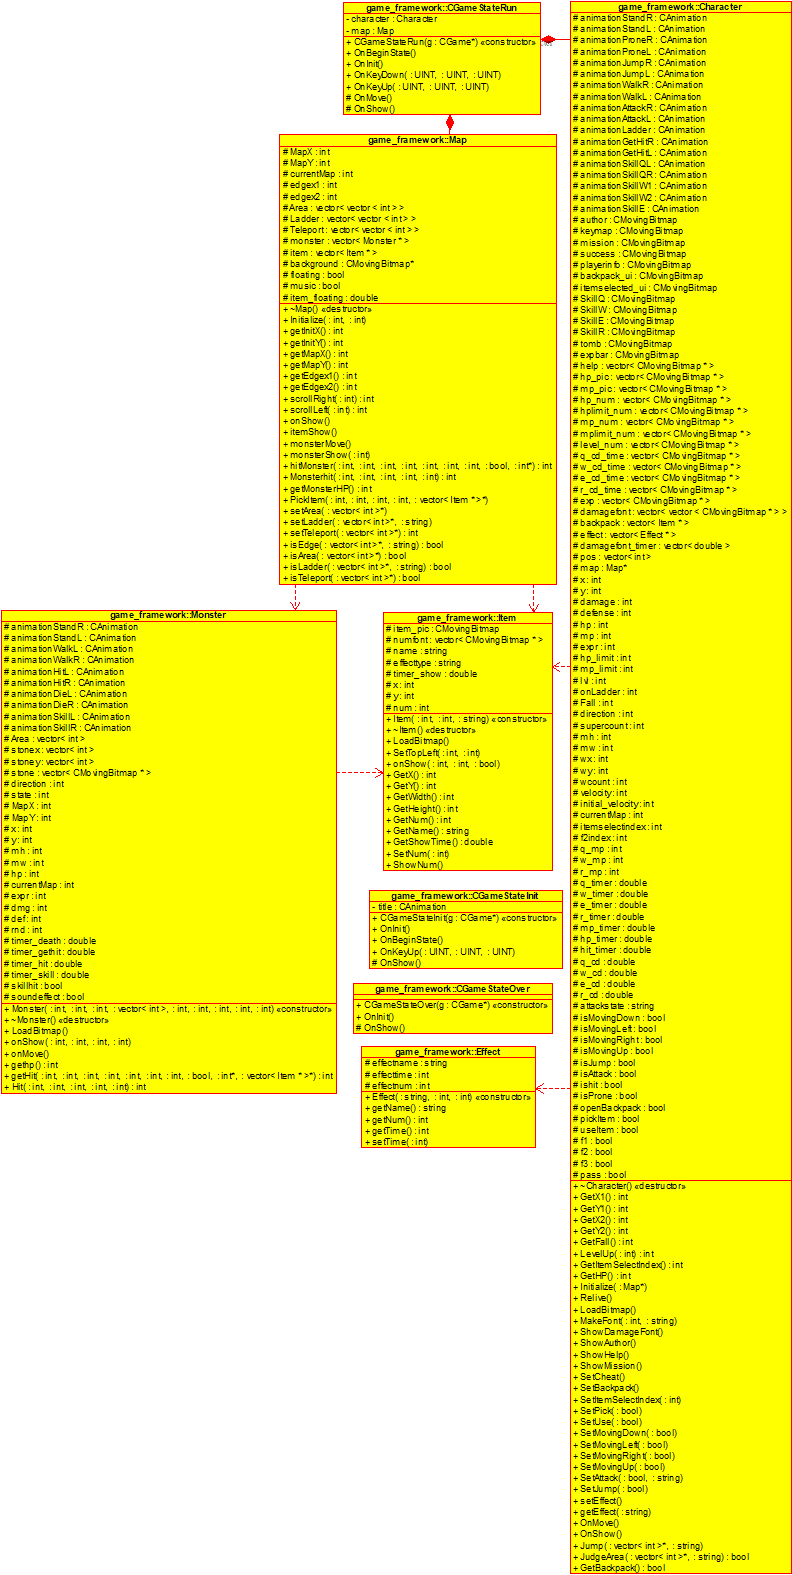 game_framework::CGameStateRun
- character : Character
- map : Map
+ CGameStateRun(g : CGame*) «constructor»
+ OnBeginState()
+ OnInit()
+ OnKeyDown( : UINT, : UINT, : UINT)
+ OnKeyUp( : UINT, : UINT, : UINT)
# OnMove()
# OnShow()
game_framework::Map
# MapX : int
# MapY : int
# currentMap : int
# edgex1 : int
# edgex2 : int
# Area : vector< vector < int > >
# Ladder : vector< vector < int > >
# Teleport : vector< vector < int > >
# monster : vector< Monster * >
# item : vector< Item * >
# background : CMovingBitmap*
# floating : bool
# music : bool
# item_floating : double
+ ~Map() «destructor»
+ Initialize( : int, : int)
+ getInitX() : int
+ getInitY() : int
+ getMapX() : int
+ getMapY() : int
+ getEdgex1() : int
+ getEdgex2() : int
+ scrollRight( : int) : int
+ scrollLeft( : int) : int
+ onShow()
+ itemShow()
+ monsterMove()
+ monsterShow( : int)
+ hitMonster( : int, : int, : int, : int, : int, : int, : int, : bool, : int*) : int
+ Monsterhit( : int, : int, : int, : int, : int) : int
+ getMonsterHP() : int
+ PickItem( : int, : int, : int, : int, : vector< Item * >*)
+ setArea( : vector< int >*)
+ setLadder( : vector< int >*, : string)
+ setTeleport( : vector< int >*) : int
+ isEdge( : vector< int >*, : string) : bool
+ isArea( : vector< int >*) : bool
+ isLadder( : vector< int >*, : string) : bool
+ isTeleport( : vector< int >*) : bool
game_framework::Monster
# animationStandR : CAnimation
# animationStandL : CAnimation
# animationWalkL : CAnimation
# animationWalkR : CAnimation
# animationHitL : CAnimation
# animationHitR : CAnimation
# animationDieL : CAnimation
# animationDieR : CAnimation
# animationSkillL : CAnimation
# animationSkillR : CAnimation
# Area : vector< int >
# stonex : vector< int >
# stoney : vector< int >
# stone : vector< CMovingBitmap * >
# direction : int
# state : int
# MapX : int
# MapY : int
# x : int
# y : int
# mh : int
# mw : int
# hp : int
# currentMap : int
# expr : int
# dmg : int
# def : int
# rnd : int
# timer_death : double
# timer_gethit : double
# timer_hit : double
# timer_skill : double
# skillhit : bool
# soundeffect : bool
+ Monster( : int, : int, : int, : vector< int >, : int, : int, : int, : int, : int) «constructor»
+ ~Monster() «destructor»
+ LoadBitmap()
+ onShow( : int, : int, : int, : int)
+ onMove()
+ gethp() : int
+ getHit( : int, : int, : int, : int, : int, : int, : int, : bool, : int*, : vector< Item * >*) : int
+ Hit( : int, : int, : int, : int, : int) : int
game_framework::Item
# item_pic : CMovingBitmap
# numfont : vector< CMovingBitmap * >
# name : string
# effecttype : string
# timer_show : double
# x : int
# y : int
# num : int
+ Item( : int, : int, : string) «constructor»
+ ~Item() «destructor»
+ LoadBitmap()
+ SetTopLeft( : int, : int)
+ onShow( : int, : int, : bool)
+ GetX() : int
+ GetY() : int
+ GetWidth() : int
+ GetHeight() : int
+ GetNum() : int
+ GetName() : string
+ GetShowTime() : double
+ SetNum( : int)
+ ShowNum()
game_framework::CGameStateInit
- title : CAnimation
+ CGameStateInit(g : CGame*) «constructor»
+ OnInit()
+ OnBeginState()
+ OnKeyUp( : UINT, : UINT, : UINT)
# OnShow()
game_framework::CGameStateOver
+ CGameStateOver(g : CGame*) «constructor»
+ OnInit()
# OnShow()
game_framework::Effect
# effectname : string
# effecttime : int
# effectnum : int
+ Effect( : string, : int, : int) «constructor»
+ getName() : string
+ getNum() : int
+ getTime() : int
+ setTime( : int)
game_framework::Character
# animationStandR : CAnimation
# animationStandL : CAnimation
# animationProneR : CAnimation
# animationProneL : CAnimation
# animationJumpR : CAnimation
# animationJumpL : CAnimation
# animationWalkR : CAnimation
# animationWalkL : CAnimation
# animationAttackR : CAnimation
# animationAttackL : CAnimation
# animationLadder : CAnimation
# animationGetHitR : CAnimation
# animationGetHitL : CAnimation
# animationSkillQL : CAnimation
# animationSkillQR : CAnimation
# animationSkillW1 : CAnimation
# animationSkillW2 : CAnimation
# animationSkillE : CAnimation
# author : CMovingBitmap
# keymap : CMovingBitmap
# mission : CMovingBitmap
# success : CMovingBitmap
# playerinfo : CMovingBitmap
# backpack_ui : CMovingBitmap
# itemselected_ui : CMovingBitmap
# SkillQ : CMovingBitmap
# SkillW : CMovingBitmap
# SkillE : CMovingBitmap
# SkillR : CMovingBitmap
# tomb : CMovingBitmap
# expbar : CMovingBitmap
# help : vector< CMovingBitmap * >
# hp_pic : vector< CMovingBitmap * >
# mp_pic : vector< CMovingBitmap * >
# hp_num : vector< CMovingBitmap * >
# hplimit_num : vector< CMovingBitmap * >
# mp_num : vector< CMovingBitmap * >
# mplimit_num : vector< CMovingBitmap * >
# level_num : vector< CMovingBitmap * >
# q_cd_time : vector< CMovingBitmap * >
# w_cd_time : vector< CMovingBitmap * >
# e_cd_time : vector< CMovingBitmap * >
# r_cd_time : vector< CMovingBitmap * >
# exp : vector< CMovingBitmap * >
# damagefont : vector< vector < CMovingBitmap * > >
# backpack : vector< Item * >
# effect : vector< Effect * >
# damagefont_timer : vector< double >
# pos : vector< int >
# map : Map*
# x : int
# y : int
# damage : int
# defense : int
# hp : int
# mp : int
# expr : int
# hp_limit : int
# mp_limit : int
# lvl : int
# onLadder : int
# Fall : int
# direction : int
# supercount : int
# mh : int
# mw : int
# wx : int
# wy : int
# wcount : int
# velocity : int
# initial_velocity : int
# currentMap : int
# itemselectindex : int
# f2index : int
# q_mp : int
# w_mp : int
# r_mp : int
# q_timer : double
# w_timer : double
# e_timer : double
# r_timer : double
# mp_timer : double
# hp_timer : double
# hit_timer : double
# q_cd : double
# w_cd : double
# e_cd : double
# r_cd : double
# attackstate : string
# isMovingDown : bool
# isMovingLeft : bool
# isMovingRight : bool
# isMovingUp : bool
# isJump : bool
# isAttack : bool
# ishit : bool
# isProne : bool
# openBackpack : bool
# pickItem : bool
# useItem : bool
# f1 : bool
# f2 : bool
# f3 : bool
# pass : bool
+ ~Character() «destructor»
+ GetX1() : int
+ GetY1() : int
+ GetX2() : int
+ GetY2() : int
+ GetFall() : int
+ LevelUp( : int) : int
+ GetItemSelectIndex() : int
+ GetHP() : int
+ Initialize( : Map*)
+ Relive()
+ LoadBitmap()
+ MakeFont( : int, : string)
+ ShowDamageFont()
+ ShowAuthor()
+ ShowHelp()
+ ShowMission()
+ SetCheat()
+ SetBackpack()
+ SetItemSelectIndex( : int)
+ SetPick( : bool)
+ SetUse( : bool)
+ SetMovingDown( : bool)
+ SetMovingLeft( : bool)
+ SetMovingRight( : bool)
+ SetMovingUp( : bool)
+ SetAttack( : bool, : string)
+ SetJump( : bool)
+ setEffect()
+ getEffect( : string)
+ OnMove()
+ OnShow()
+ Jump( : vector< int >*, : string)
+ JudgeArea( : vector< int >*, : string) : bool
+ GetBackpack() : bool